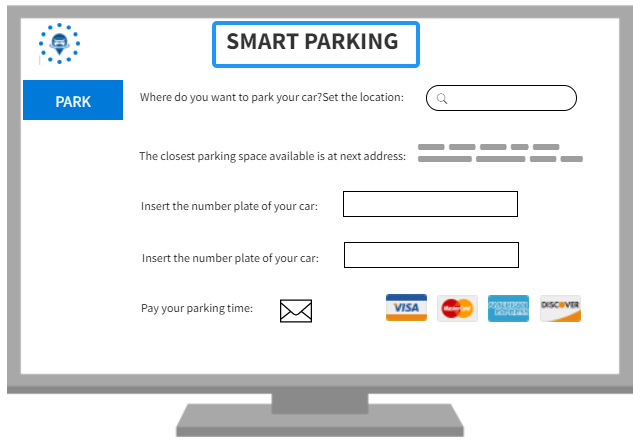 SMART PARKING
PARK
Where do you want to park your car?Set the location:
The closest parking space available is at next address:
Insert the number plate of your car:
Insert the number plate of your car:
Pay your parking time:
VISA
MasterCard
AMERICAN EXPRESS
DISCOVER